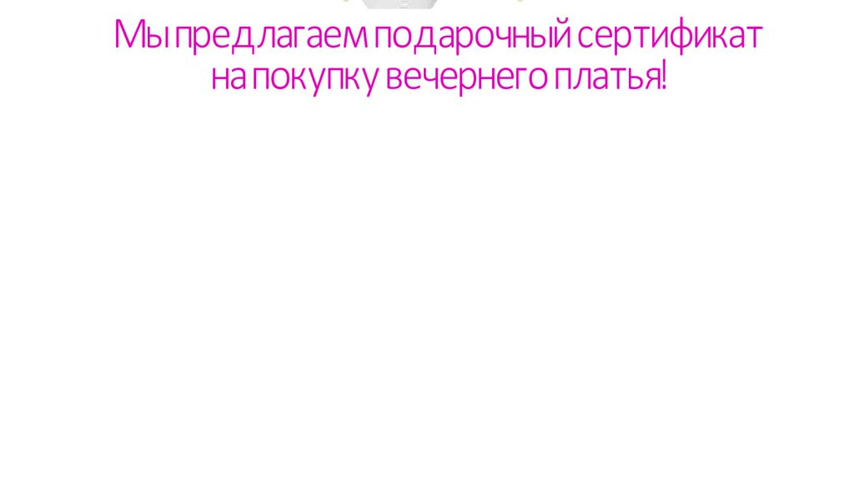 Мы предлагаем подарочный сертификат
на покупку вечернего платья!